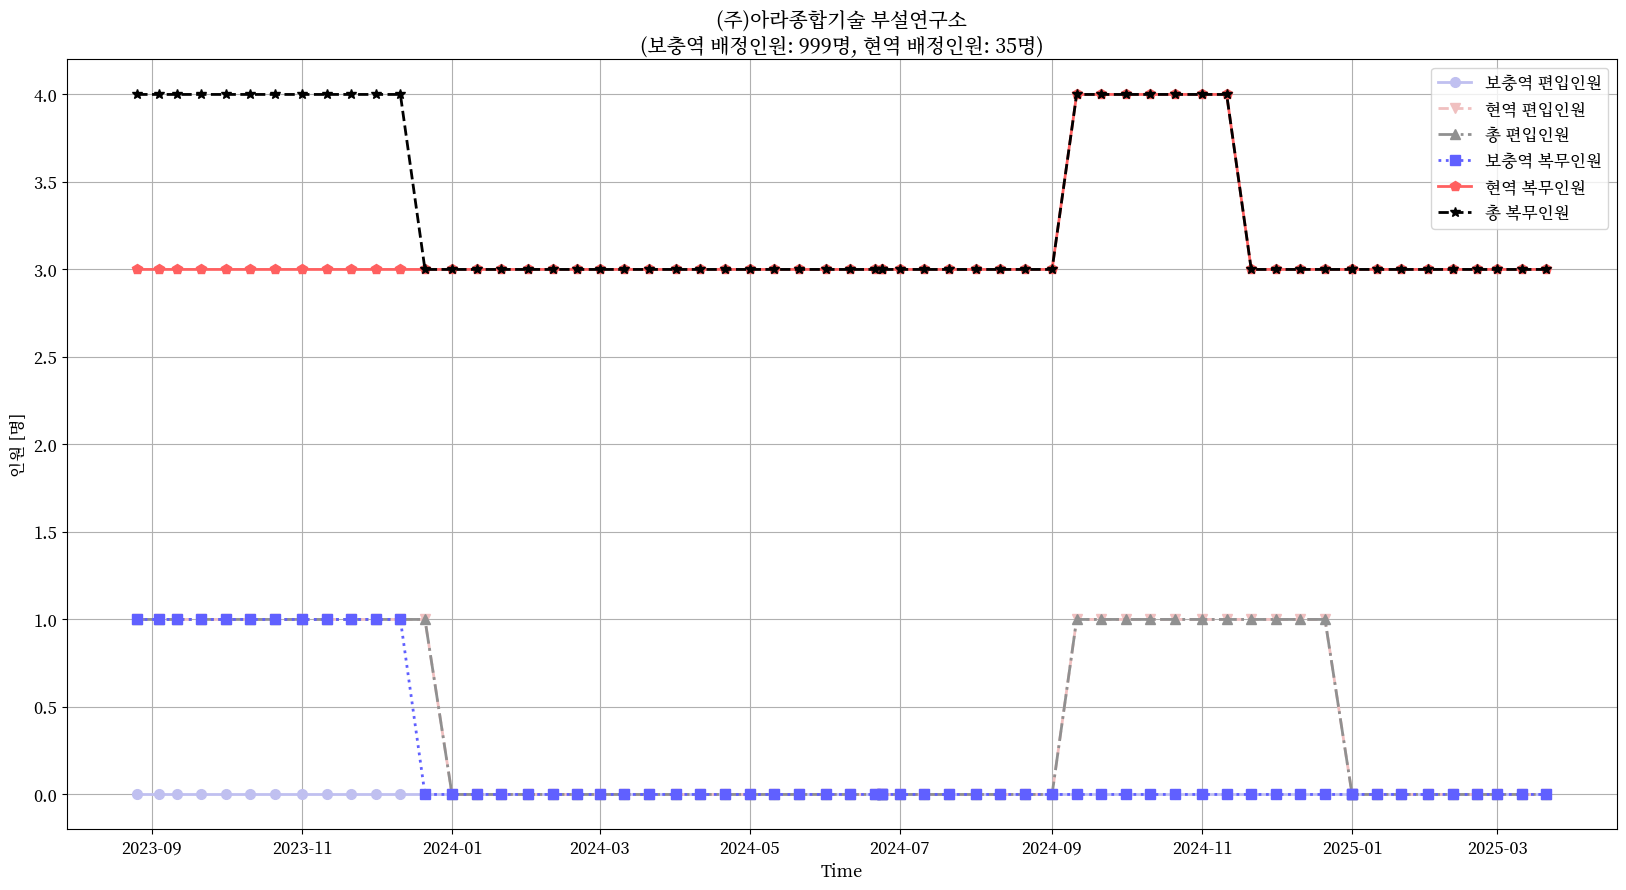 (주)아라종합기술 부설연구소
(보충역 배정인원: 999명, 현역 배정인원: 35명)
보충역 편입인원
현역 편입인원
총 편입인원
보충역 복무인원
현역 복무인원
총 복무인원
인원 [명]
4.0
3.5
3.0
2.5
2.0
1.5
1.0
0.5
0.0
2023-09 2023-11 2024-01 2024-03 2024-05 2024-07 2024-09 2024-11 2025-01 2025-03
Time